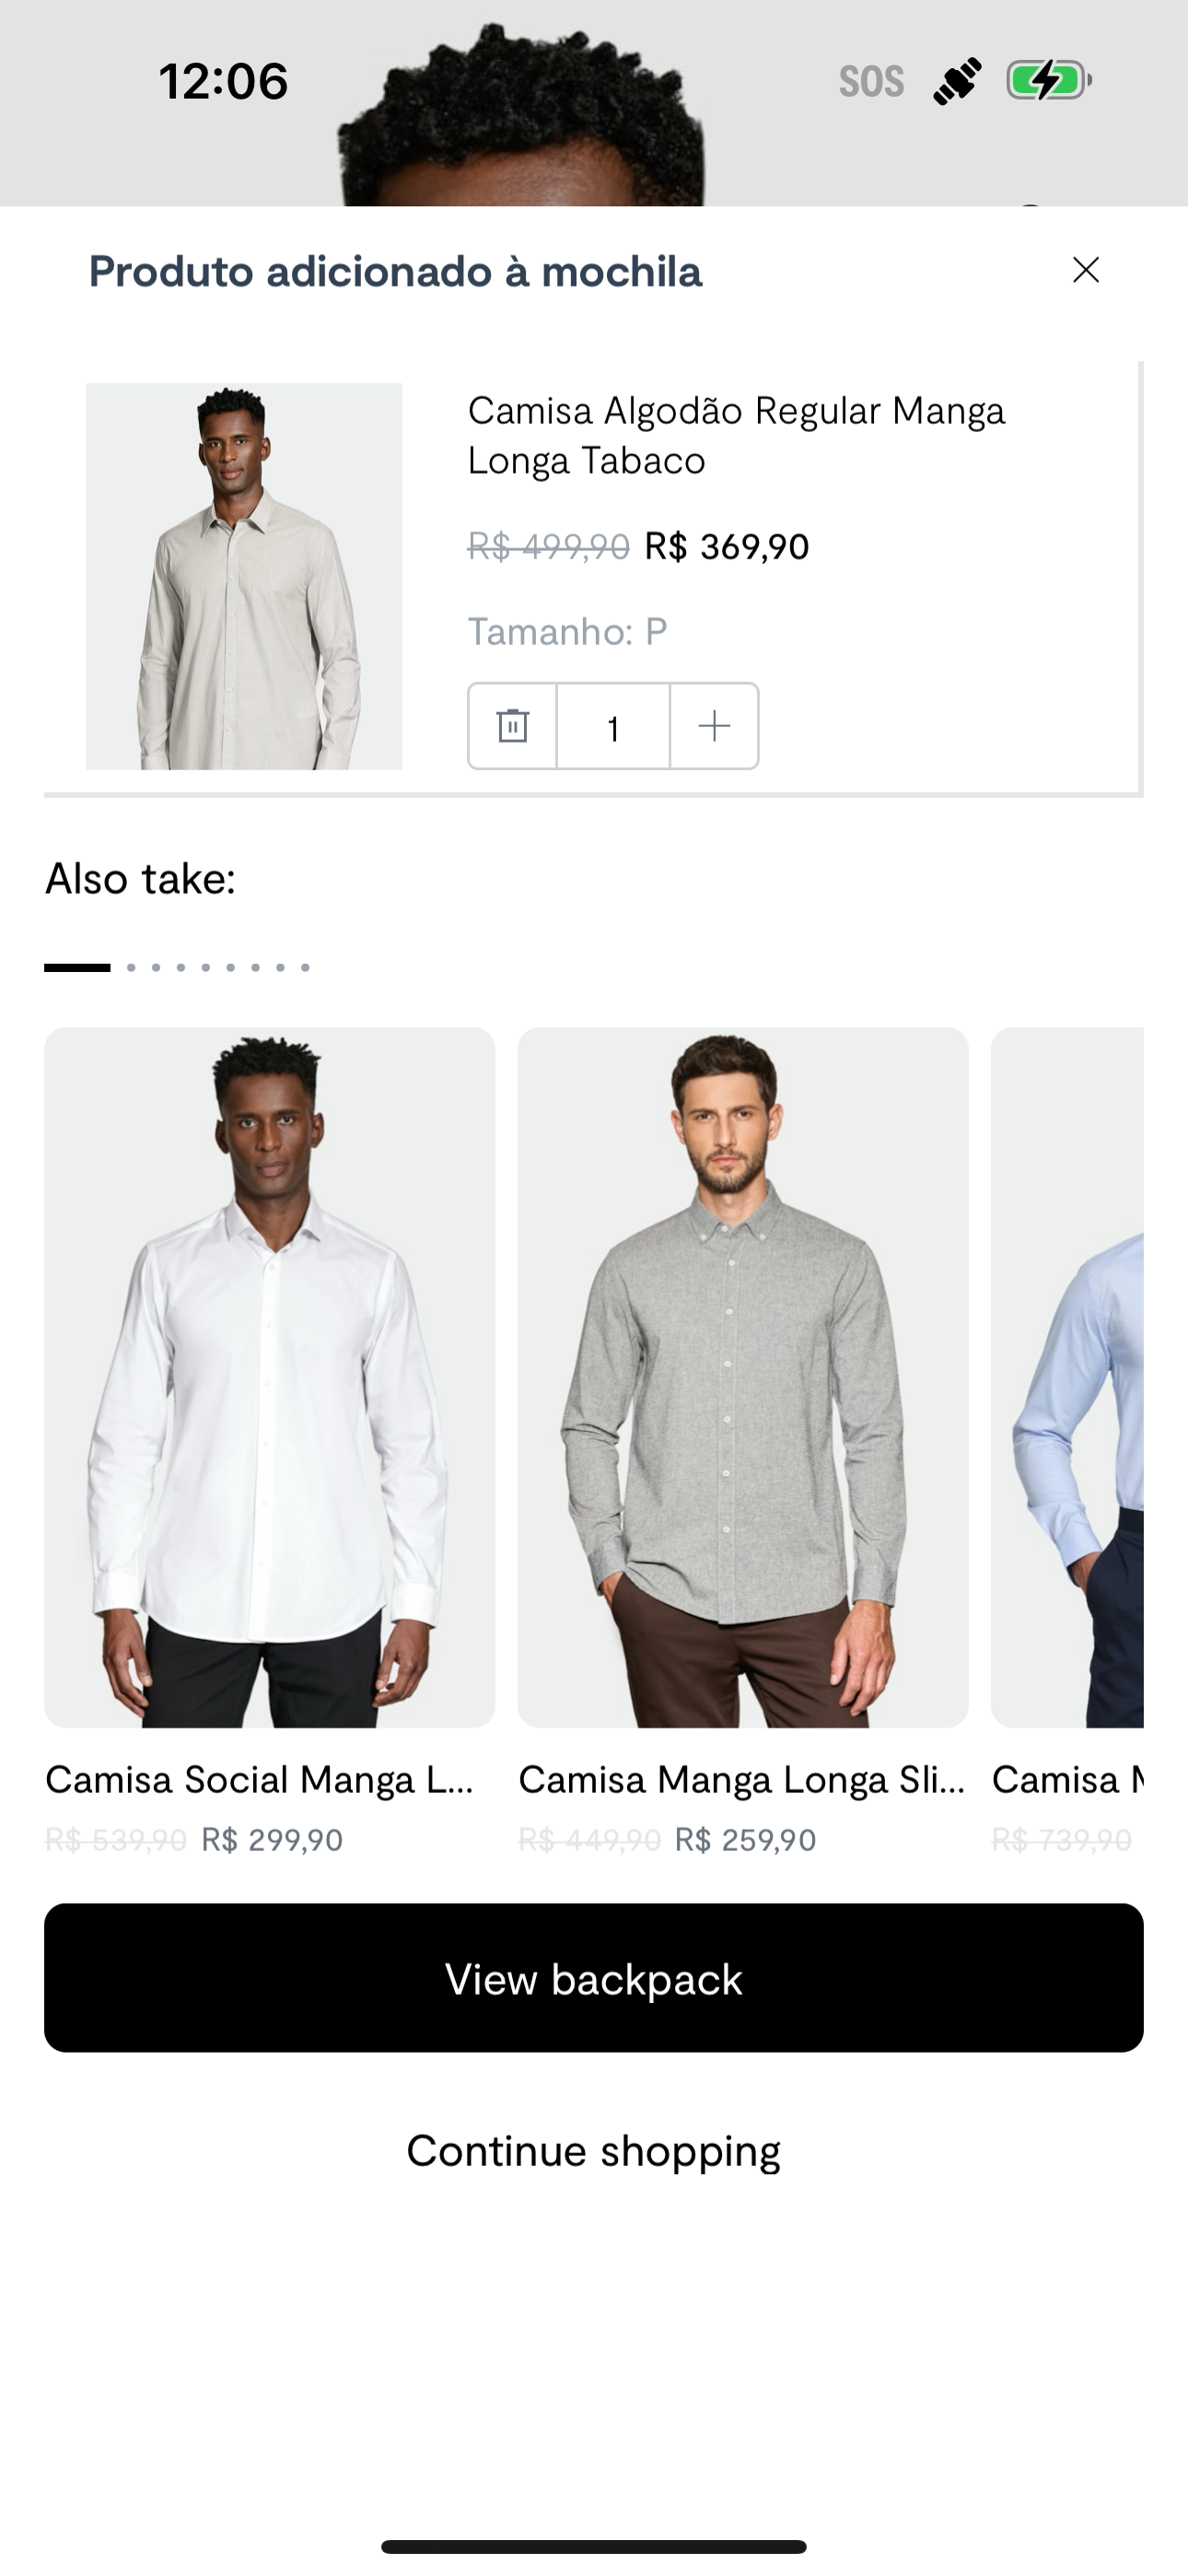 12:06
SOS
Produto adicionado à mochila
Camisa Algodão Regular Manga
Longa Tabaco
R$ 499,90 R$ 369,90
Tamanho: P
1
Also take:
Camisa Social Manga L...
R$ 539,90 R$ 299,90
Camisa Manga Longa Sli...
R$ 449,90 R$ 259,90
Camisa
R$ 739,90
View backpack
Continue shopping